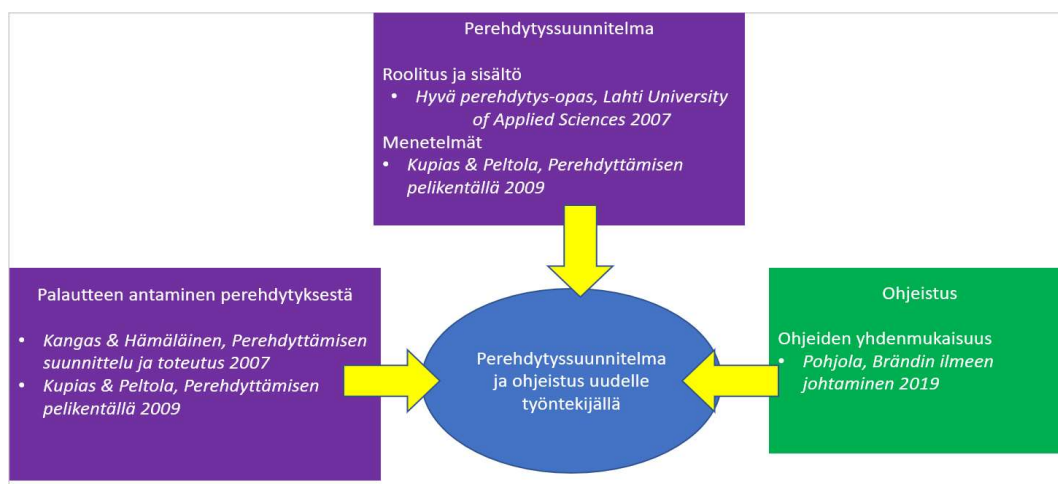 Perehdytyssuunnitelma
Roolitus ja sisältö
• Hyvä perehdytys-opas, Lahti University
of Applied Sciences 2007
Menetelmät
• Kupias & Peltola, Perehdyttämisen
pelikentällä 2009
Palautteen antaminen perehdytyksestä
• Kangas & Hämäläinen, Perehdyttämisen
suunnittelu ja toteutus 2007
• Kupias & Peltola, Perehdyttämisen
pelikentällä 2009
Perehdytyssuunnitelma
ja ohjeistus uudelle
työntekijällä
Ohjeistus
Ohjeiden yhdenmukaisuus
• Pohjola, Brändin ilmeen
johtaminen 2019